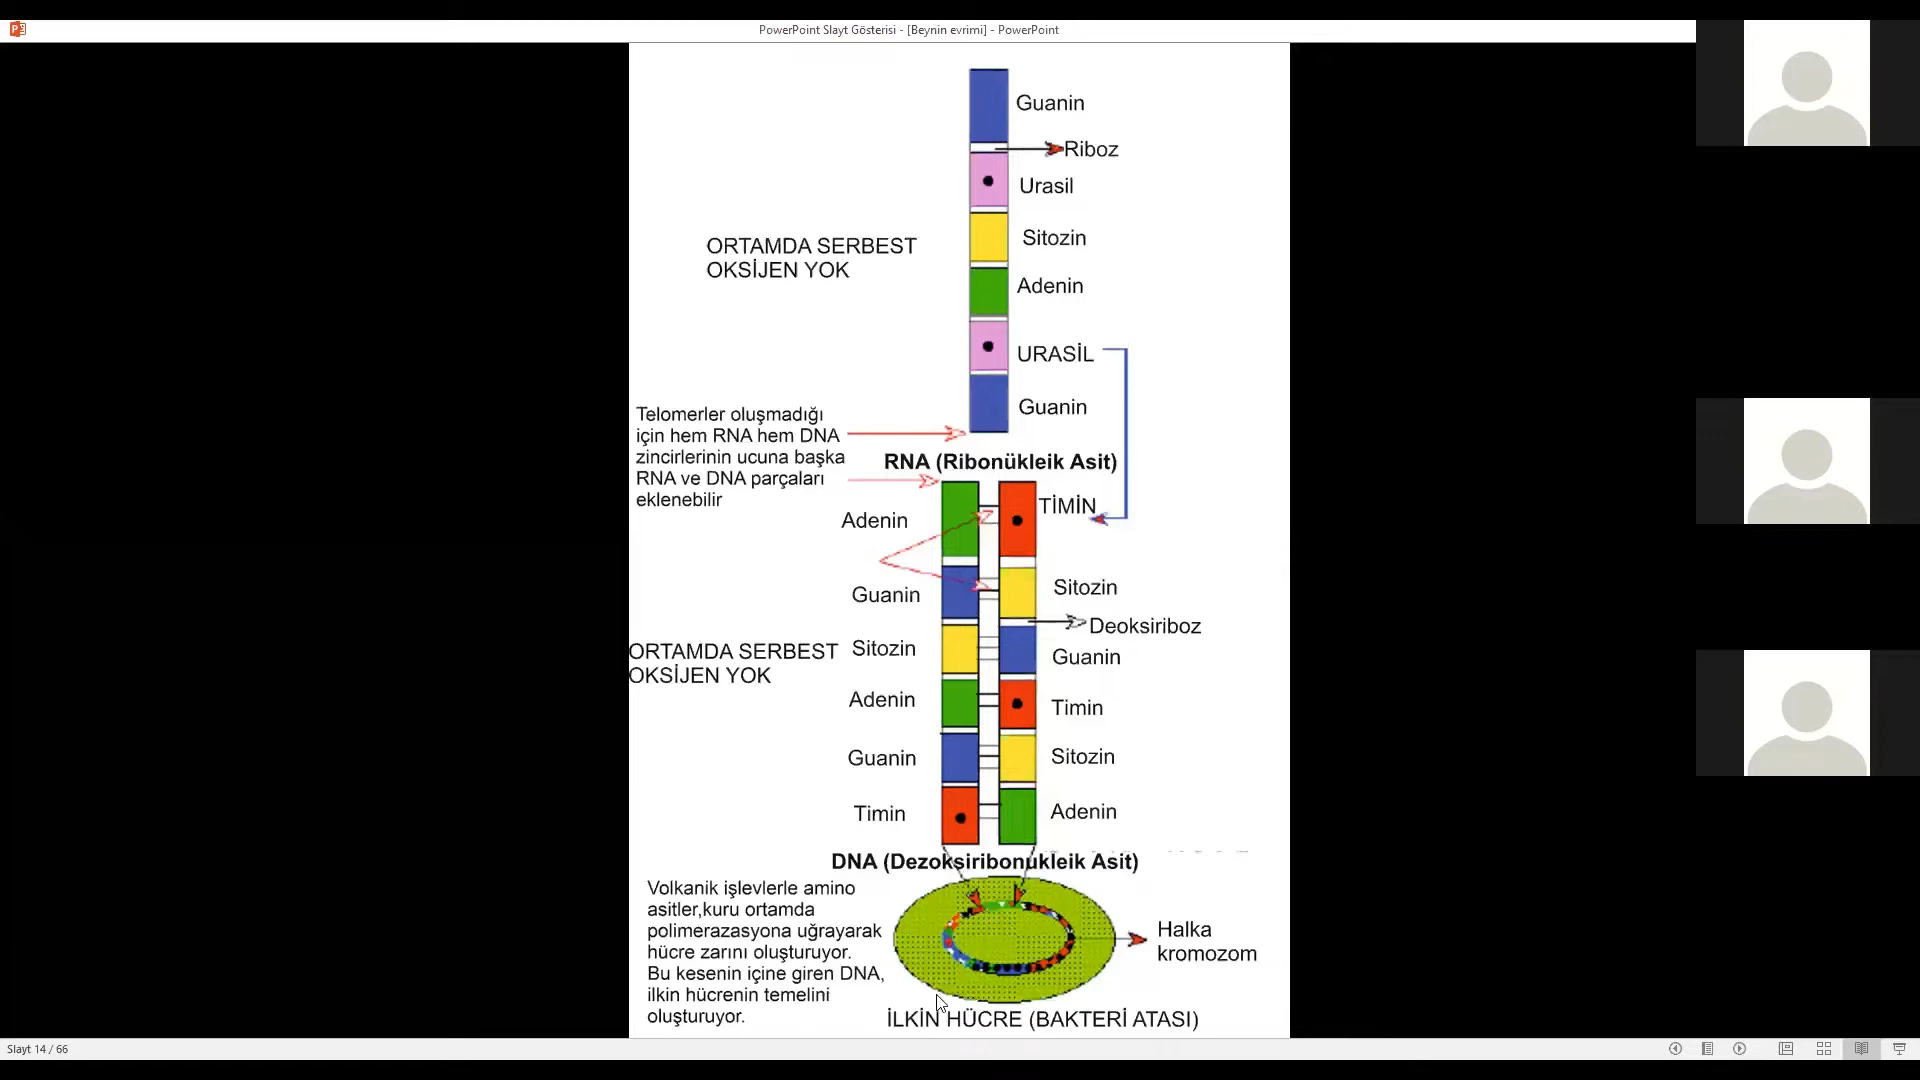 PowerPoint Slayt Gösterisi - [Beynin evrimi] - PowerPoint
Guanin
Riboz
Urasil
Sitozin
ORTAMDA SERBEST
OKSİJEN YOK
Adenin
URASİL
Guanin
Telomerler oluşmadığı
için hem RNA hem DNA
zincirlerinin ucuna başka
RNA ve DNA parçaları
eklenebilir
RNA (Ribonükleik Asit)
TİMİN
Adenin
Guanin
Sitozin
Deoksiriboz
ORTAMDA SERBEST
OKSİJEN YOK
Sitozin
Guanin
Adenin
Timin
Guanin
Sitozin
Timin
Adenin
DNA (Dezoksiribonükleik Asit)
Volkanik işlevlerle amino
asitler,kuru ortamda
polimerazasyona uğrayarak
hücre zarını oluşturuyor.
Bu kesenin içine giren DNA,
ilkin hücrenin temelini
oluşturuyor.
Halka
kromozom
İLKİN HÜCRE (BAKTERİ ATASI)
Slayt 14 / 66